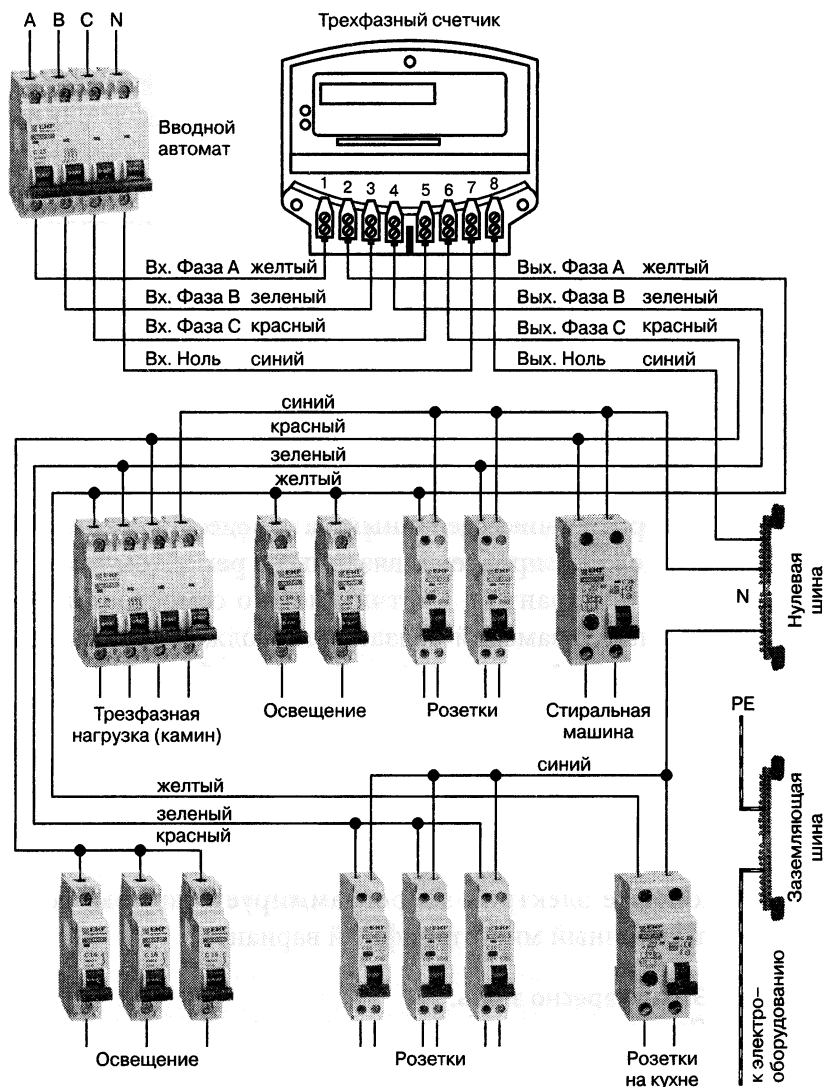 A B C N
Трехфазный счетчик
Вводной
автомат
1 2 3 4 5 6 7 8
Вх. Фаза А желтый
Вых. Фаза А желтый
Вх. Фаза В зеленый
Вых. Фаза В зеленый
Вх. Фаза С красный
Вых. Фаза С красный
Вх. Ноль синий
Вых. Ноль синий
синий
красный
зеленый
желтый
N
Нулевая
шина
Трезфазная
нагрузка (камин)
Освещение
Розетки
Стиральная
машина
PE
синий
желтый
зеленый
красный
Заземляющая
шина
Освещение
Розетки
Розетки
на кухне
к электро–
оборудованию